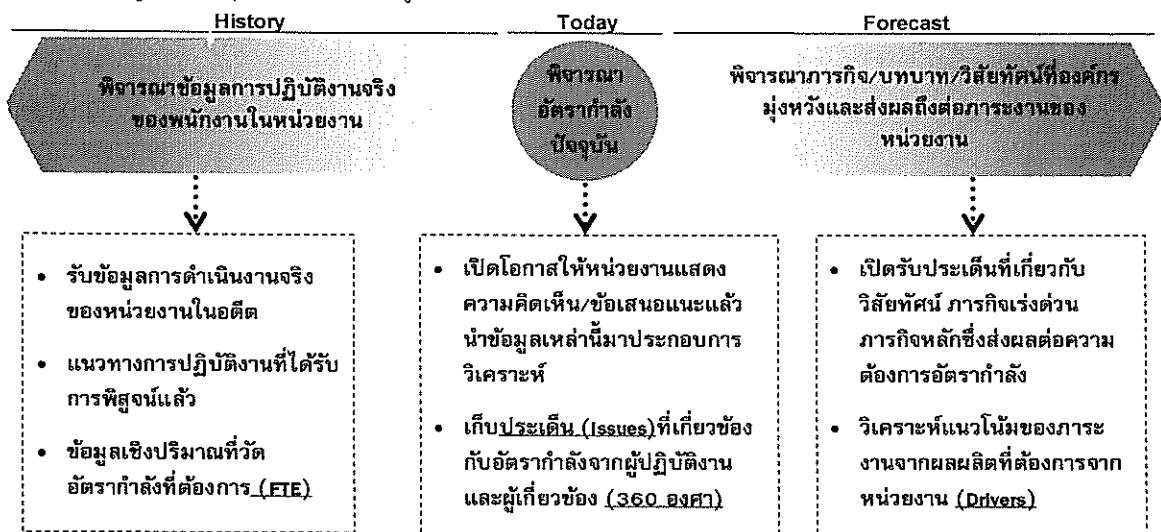 History
Today
Forecast
พิจารณาข้อมูลการปฏิบัติงานจริง
ของพนักงานในหน่วยงาน
พิจารณา
อัตรากำลัง
ปัจจุบัน
พิจารณาภารกิจ/บทบาท/วิสัยทัศน์ที่องค์กร
มุ่งหวังและส่งผลถึงต่อภาระงานของ
หน่วยงาน
• รับข้อมูลการดำเนินงานจริง
ของหน่วยงานในอดีต
• แนวทางการปฏิบัติงานที่ได้รับ
การพิสูจน์แล้ว
• ข้อมูลเชิงปริมาณที่วัด
อัตรากำลังที่ต้องการ (FTE)
• เปิดโอกาสให้หน่วยงานแสดง
ความคิดเห็น/ข้อเสนอแนะแล้ว
นำข้อมูลเหล่านี้มาประกอบการ
วิเคราะห์
• เก็บประเด็น (Issues)ที่เกี่ยวข้อง
กับอัตรากำลังจากผู้ปฏิบัติงาน
และผู้เกี่ยวข้อง (360 องศา)
• เปิดรับประเด็นที่เกี่ยวกับ
วิสัยทัศน์ ภารกิจเร่งด่วน
ภารกิจหลักซึ่งส่งผลต่อความ
ต้องการอัตรากำลัง
• วิเคราะห์แนวโน้มของภาระ
งานจากผลผลิตที่ต้องการจาก
หน่วยงาน (Drivers)